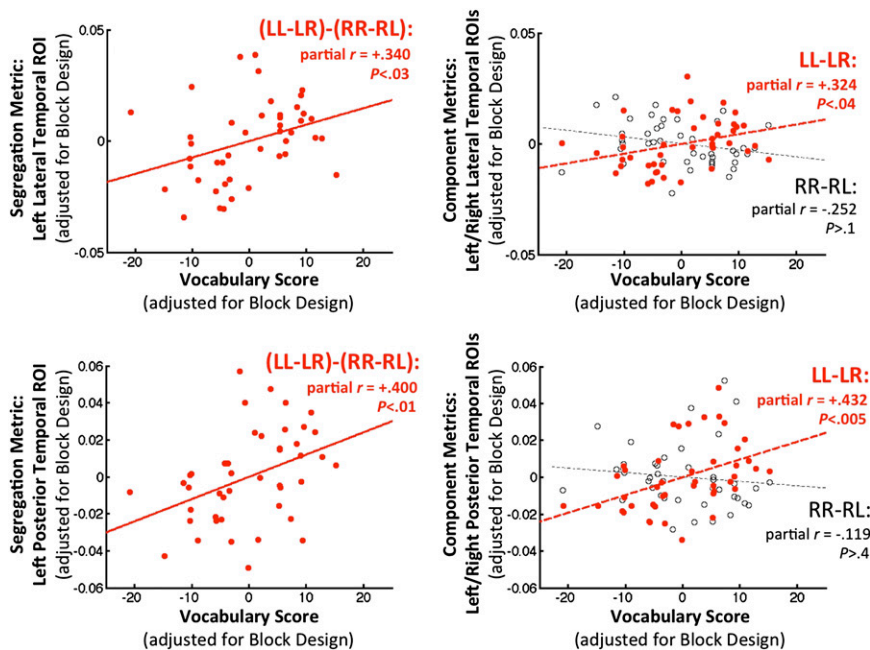 Segregation Metric:
Left Lateral Temporal ROI
(adjusted for Block Design)
0.05
0
-0.05
(LL-LR)-(RR-RL):
partial r = +.340
P<.03
-20
-10
0
10
20
Vocabulary Score
(adjusted for Block Design)
Component Metrics:
Left/Right Lateral Temporal ROIs
(adjusted for Block Design)
0.05
0
-0.05
LL-LR:
partial r = +.324
P<.04
RR-RL:
partial r = -.252
P>.1
-20
-10
0
10
20
Vocabulary Score
(adjusted for Block Design)
Segregation Metric:
Left Posterior Temporal ROI
(adjusted for Block Design)
0.06
0.04
0.02
0
-0.02
-0.04
-0.06
(LL-LR)-(RR-RL):
partial r = +.400
P<.01
-20
-10
0
10
20
Vocabulary Score
(adjusted for Block Design)
Component Metrics:
Left/Right Posterior Temporal ROIs
(adjusted for Block Design)
0.06
0.04
0.02
0
-0.02
-0.04
-0.06
LL-LR:
partial r = +.432
P<.005
RR-RL:
partial r = -.119
P>.4
-20
-10
0
10
20
Vocabulary Score
(adjusted for Block Design)